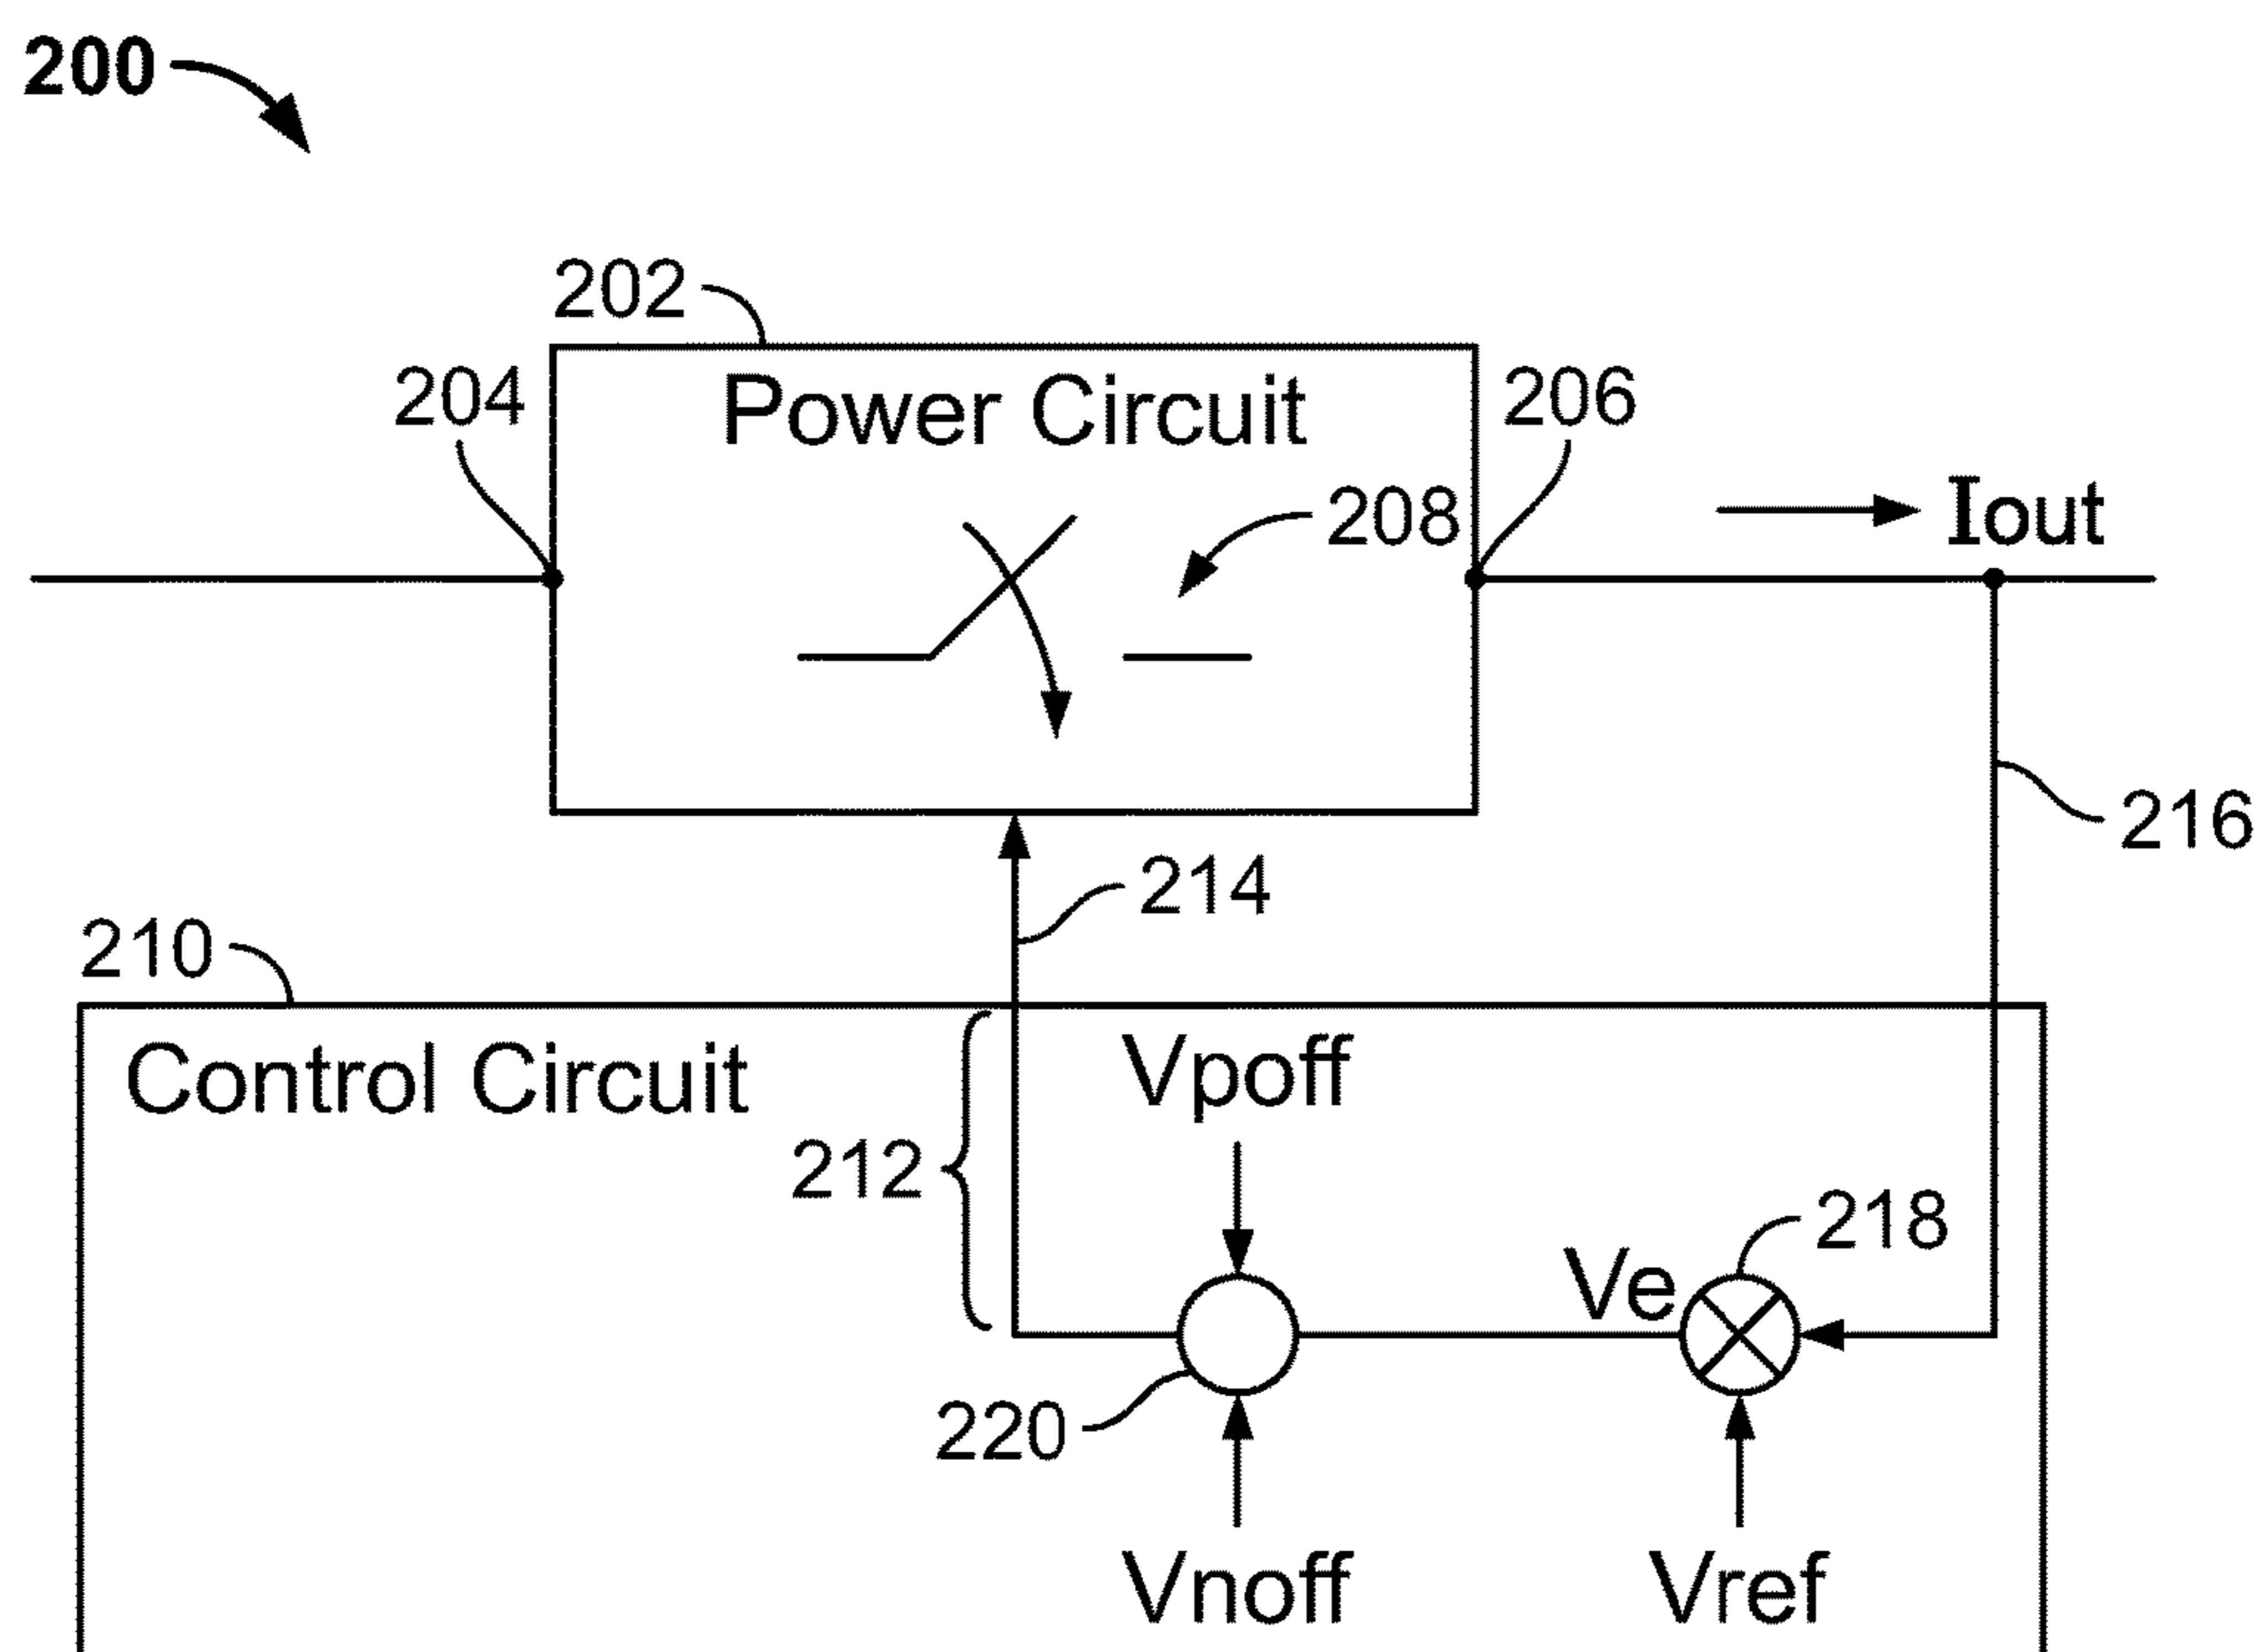 200
202
204
Power Circuit
206
208
Iout
216
214
210
Control Circuit
Vpoff
212
218
Ve
220
Vnoff
Vref